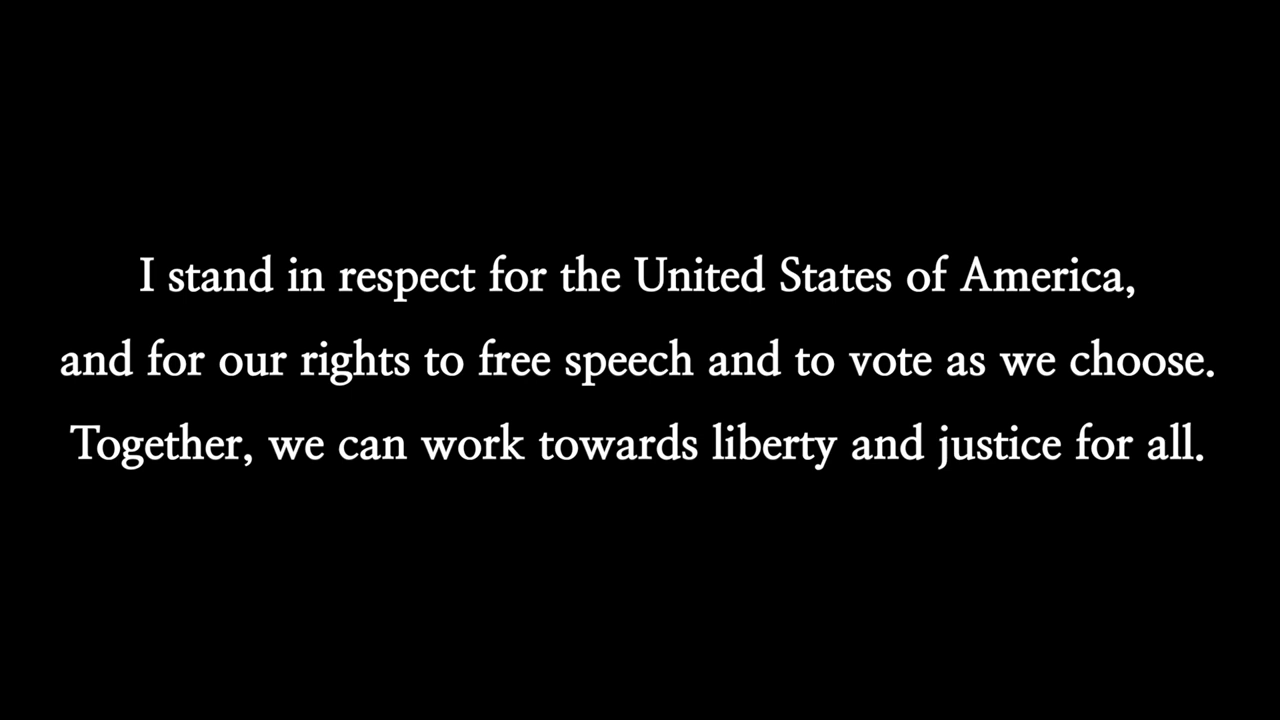 I stand in respect for the United States of America,
and for our rights to free speech and to vote as we choose.
Together, we can work towards liberty and justice for all.